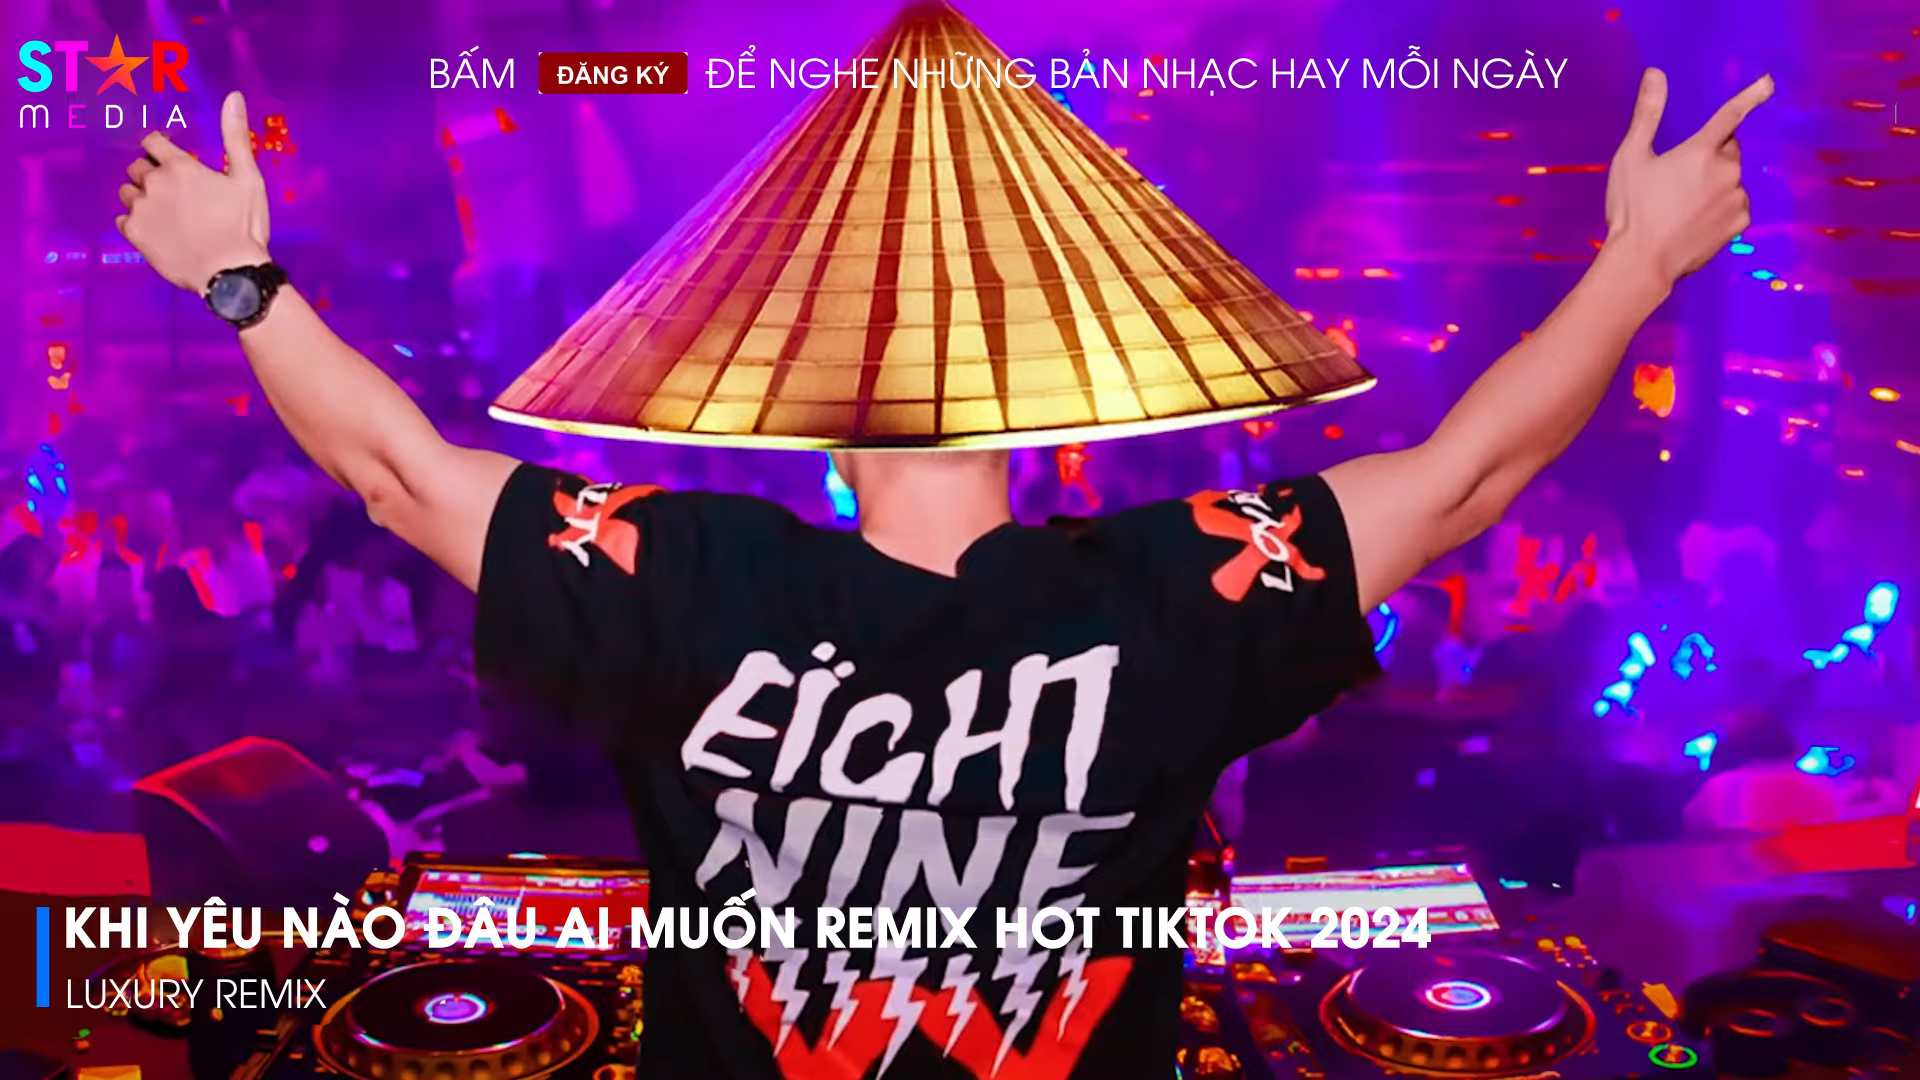 STAR
MEDIA
BẤM ĐĂNG KÝ ĐỂ NGHE NHỮNG BẢN NHẠC HAY MỖI NGÀY
EÏGHT
NINE
KHI YÊU NÀO ĐÂU AI MUỐN REMIX HOT TIKTOK 2024
LUXURY REMIX